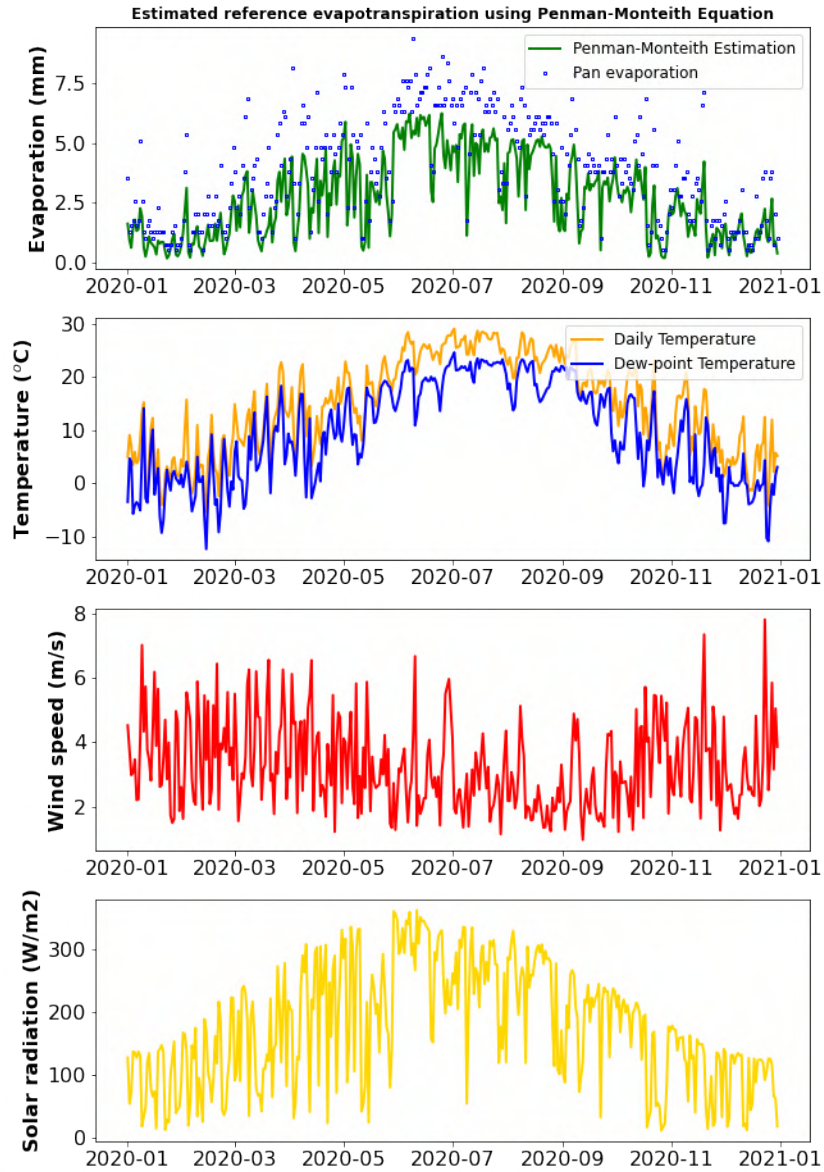 Estimated reference evapotranspiration using Penman-Monteith Equation
Evaporation (mm)
7.5
5.0
2.5
0.0
Penman-Monteith Estimation
Pan evaporation
2020-01 2020-03 2020-05 2020-07 2020-09 2020-11 2021-01
Temperature (°C)
30
20
10
0
−10
Daily Temperature
Dew-point Temperature
2020-01 2020-03 2020-05 2020-07 2020-09 2020-11 2021-01
Wind speed (m/s)
8
6
4
2
2020-01 2020-03 2020-05 2020-07 2020-09 2020-11 2021-01
Solar radiation (W/m2)
300
200
100
0
2020-01 2020-03 2020-05 2020-07 2020-09 2020-11 2021-01